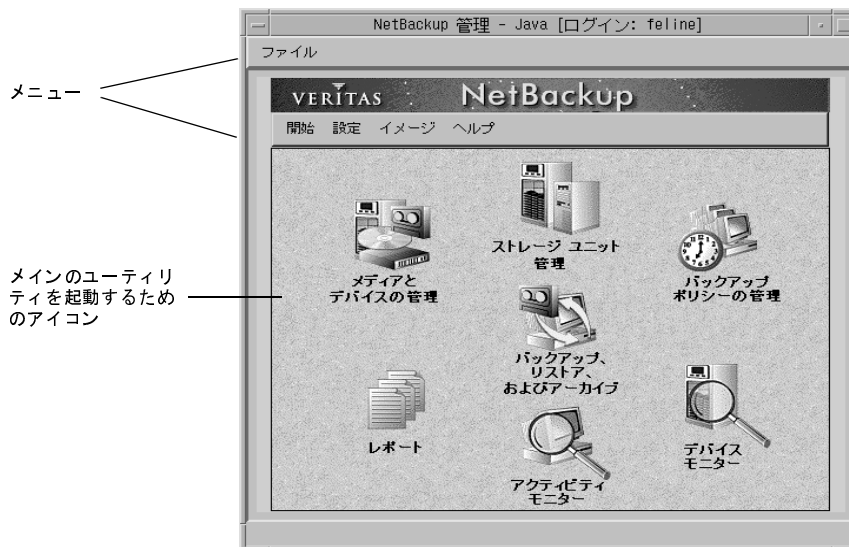 NetBackup 管理 - Java [ログイン: feline]
ファイル
メニュー
VERITAS NetBackup
開始 設定 イメージ ヘルプ
ストレージ ユニット
管理
メディアと
デバイスの管理
バックアップ
ポリシーの管理
メインのユーティリ
ティを起動するため
のアイコン
バックアップ、
リストア、
およびアーカイブ
レポート
デバイス
モニター
アクティビティ
モニター